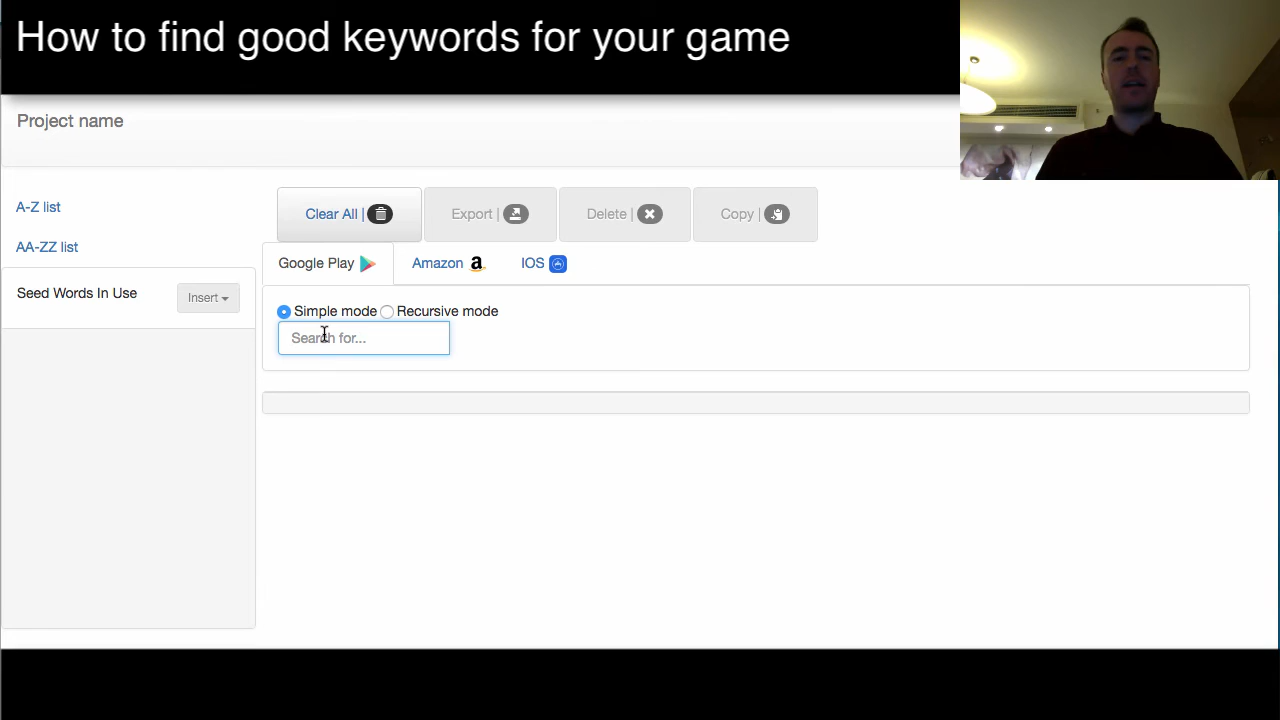 How to find good keywords for your game
Project name
A-Z list
AA-ZZ list
Seed Words In Use
Insert
Clear All |
Export |
Delete |
Copy |
Google Play
Amazon a
IOS
Simple mode Recursive mode
Search for...